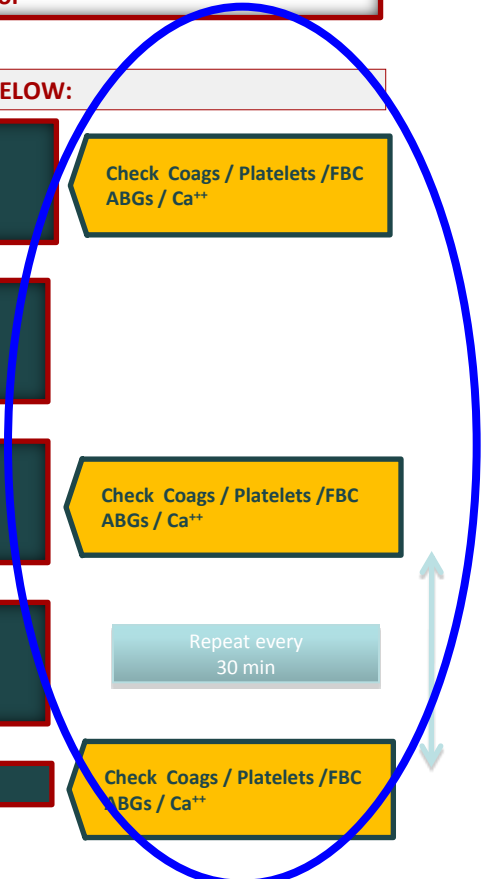 ELOW:
Check Coags / Platelets /FBC
ABGs / Ca⁺⁺
Check Coags / Platelets /FBC
ABGs / Ca⁺⁺
Repeat every
30 min
Check Coags / Platelets /FBC
ABGs / Ca⁺⁺